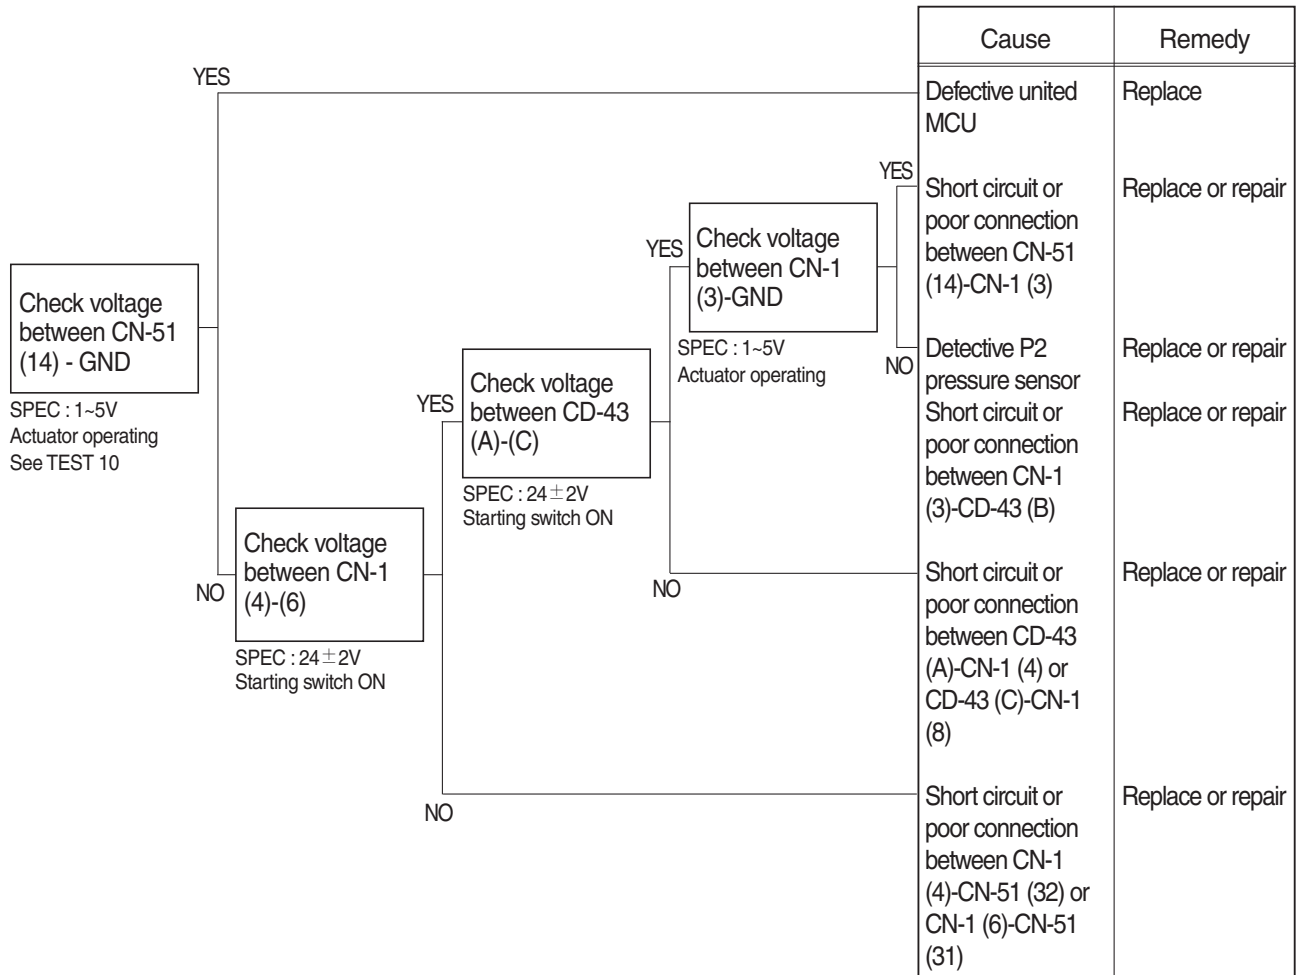 Cause
Remedy
YES
Defective united
MCU
Replace
YES
Short circuit or
poor connection
between CN-51
(14)-CN-1 (3)
Replace or repair
YES
Check voltage
between CN-1
(3)-GND
SPEC : 1~5V
Actuator operating
NO
Detective P2
pressure sensor
Replace or repair
Short circuit or
poor connection
between CN-1
(3)-CD-43 (B)
Replace or repair
Check voltage
between CN-51
(14) - GND
SPEC : 1~5V
Actuator operating
See TEST 10
YES
Check voltage
between CD-43
(A)-(C)
SPEC : 24±2V
Starting switch ON
NO
Short circuit or
poor connection
between CD-43
(A)-CN-1 (4) or
CD-43 (C)-CN-1
(8)
Replace or repair
NO
Check voltage
between CN-1
(4)-(6)
SPEC : 24±2V
Starting switch ON
NO
Short circuit or
poor connection
between CN-1
(4)-CN-51 (32) or
CN-1 (6)-CN-51
(31)
Replace or repair